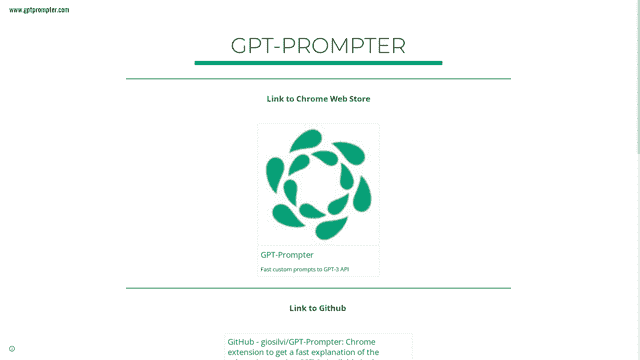 www.gptprompter.com
GPT-PROMPTER
Link to Chrome Web Store
GPT-Prompter
Fast custom prompts to GPT-3 API
Link to Github
GitHub - giosilvi/GPT-Prompter: Chrome
extension to get a fast explanation of the